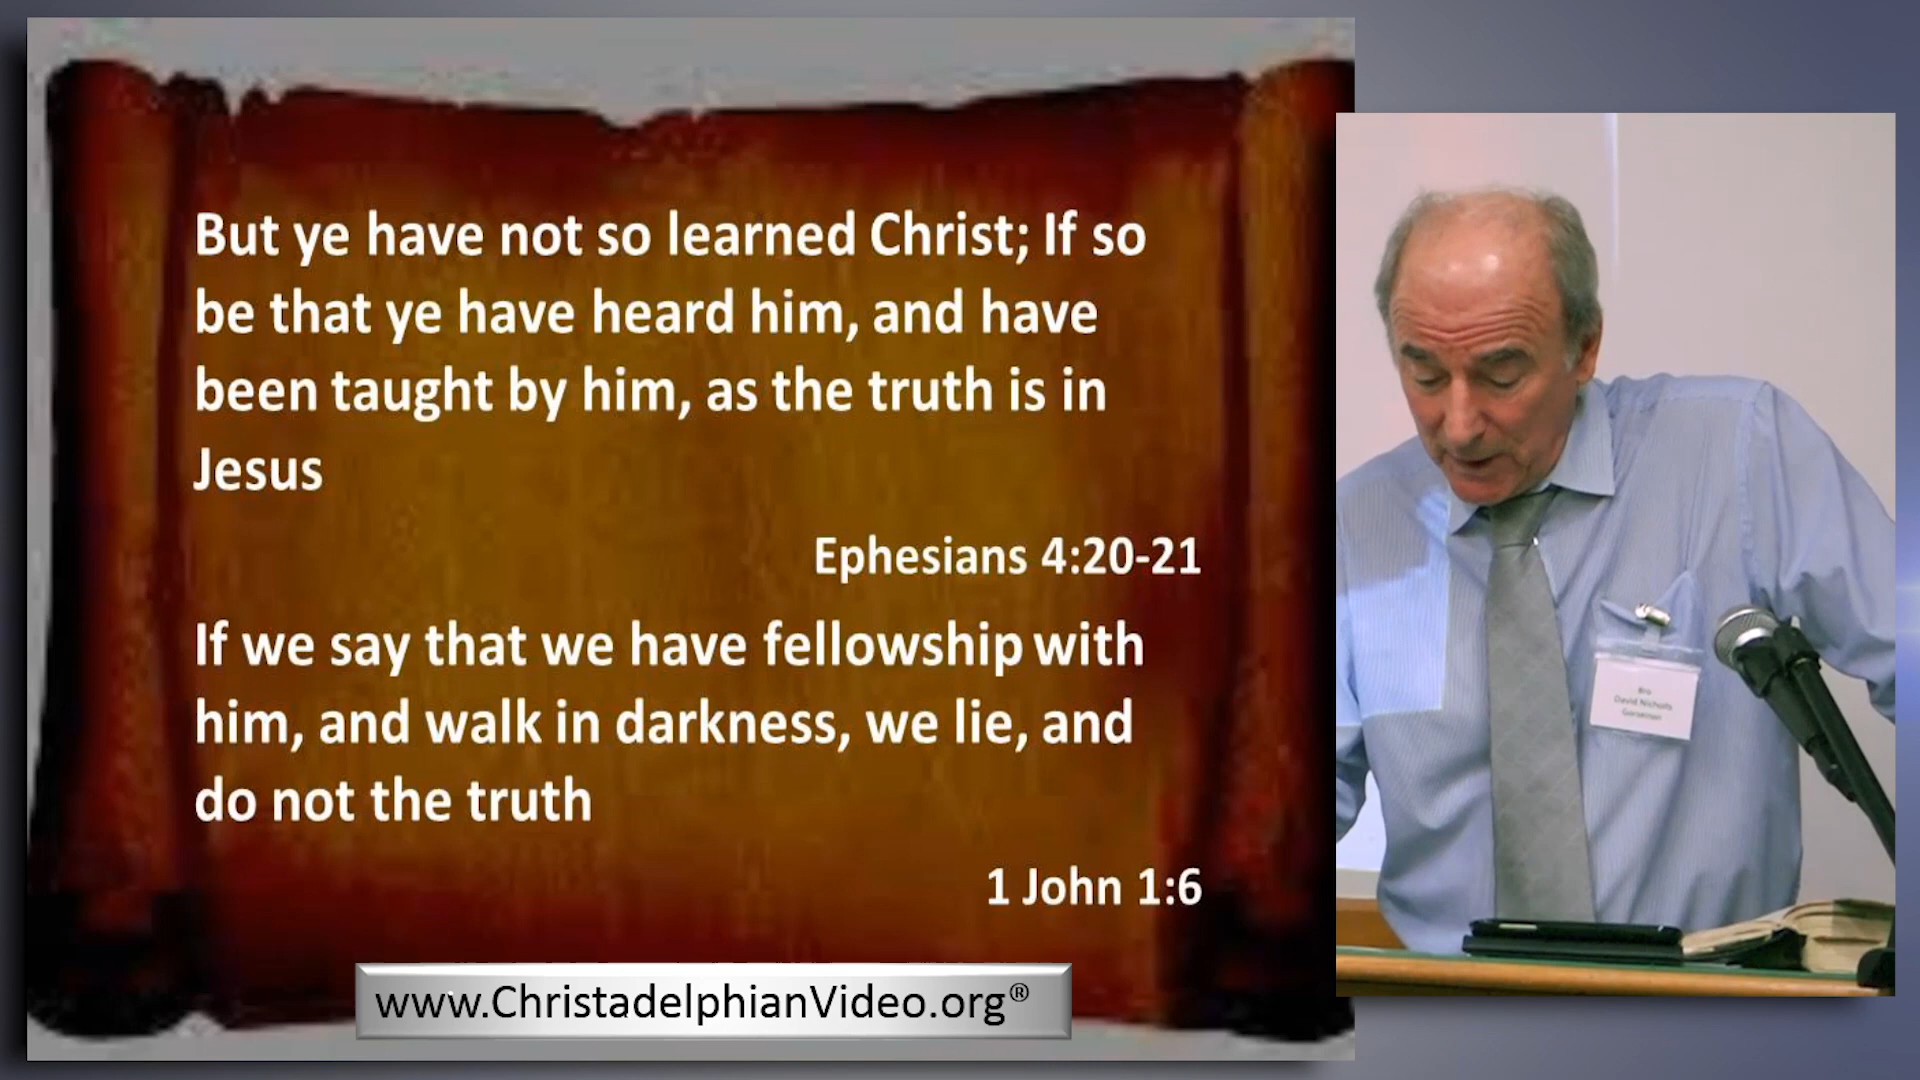 But ye have not so learned Christ; If so
be that ye have heard him, and have
been taught by him, as the truth is in
Jesus
Ephesians 4:20-21
If we say that we have fellowship with
him, and walk in darkness, we lie, and
do not the truth
1 John 1:6
www.ChristadelphianVideo.org®
Bro
David Nicholls